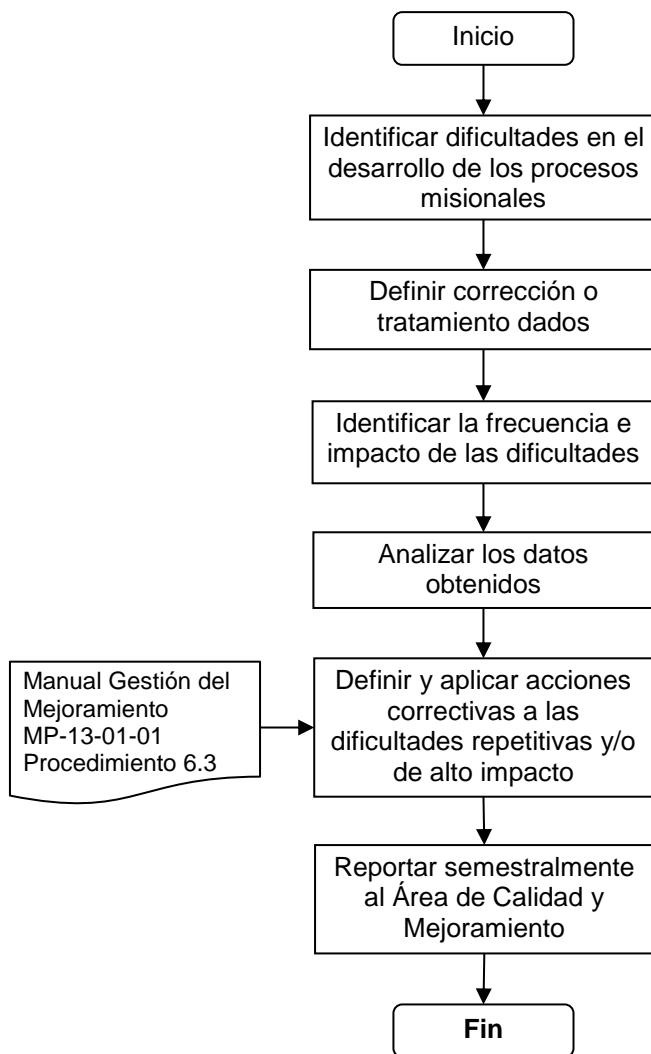 Inicio
Identificar dificultades en el
desarrollo de los procesos
misionales
Definir corrección o
tratamiento dados
Identificar la frecuencia e
impacto de las dificultades
Analizar los datos
obtenidos
Manual Gestión del
Mejoramiento
MP-13-01-01
Procedimiento 6.3
Definir y aplicar acciones
correctivas a las
dificultades repetitivas y/o
de alto impacto
Reportar semestralmente
al Área de Calidad y
Mejoramiento
Fin